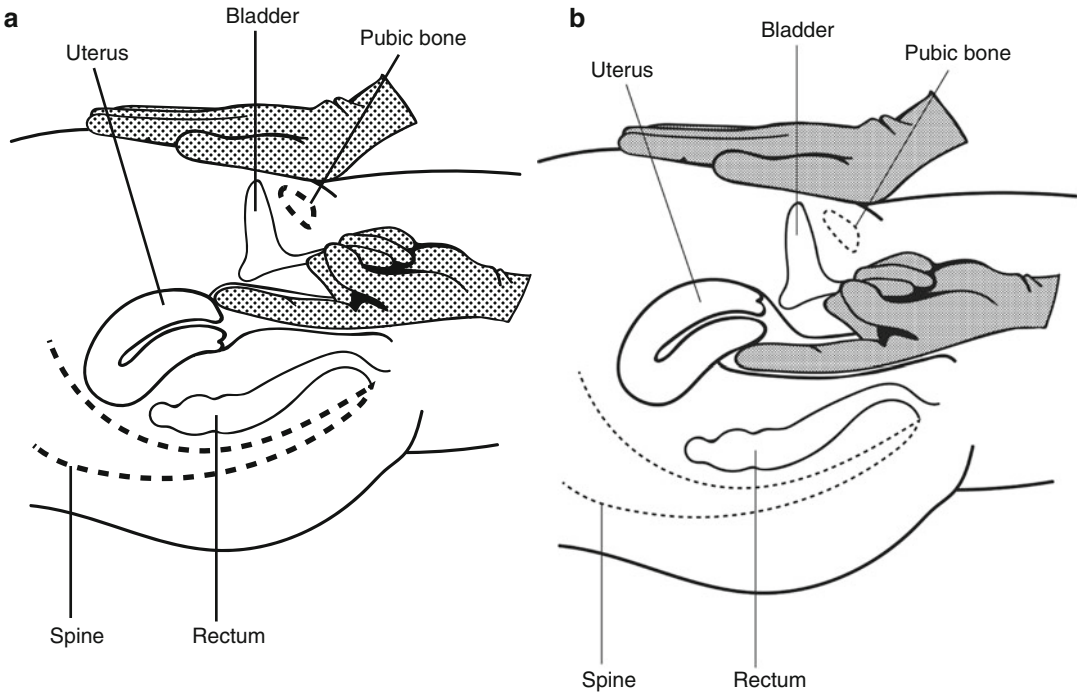 a
Bladder
Uterus
Pubic bone
Spine
Rectum
b
Bladder
Uterus
Pubic bone
Spine
Rectum